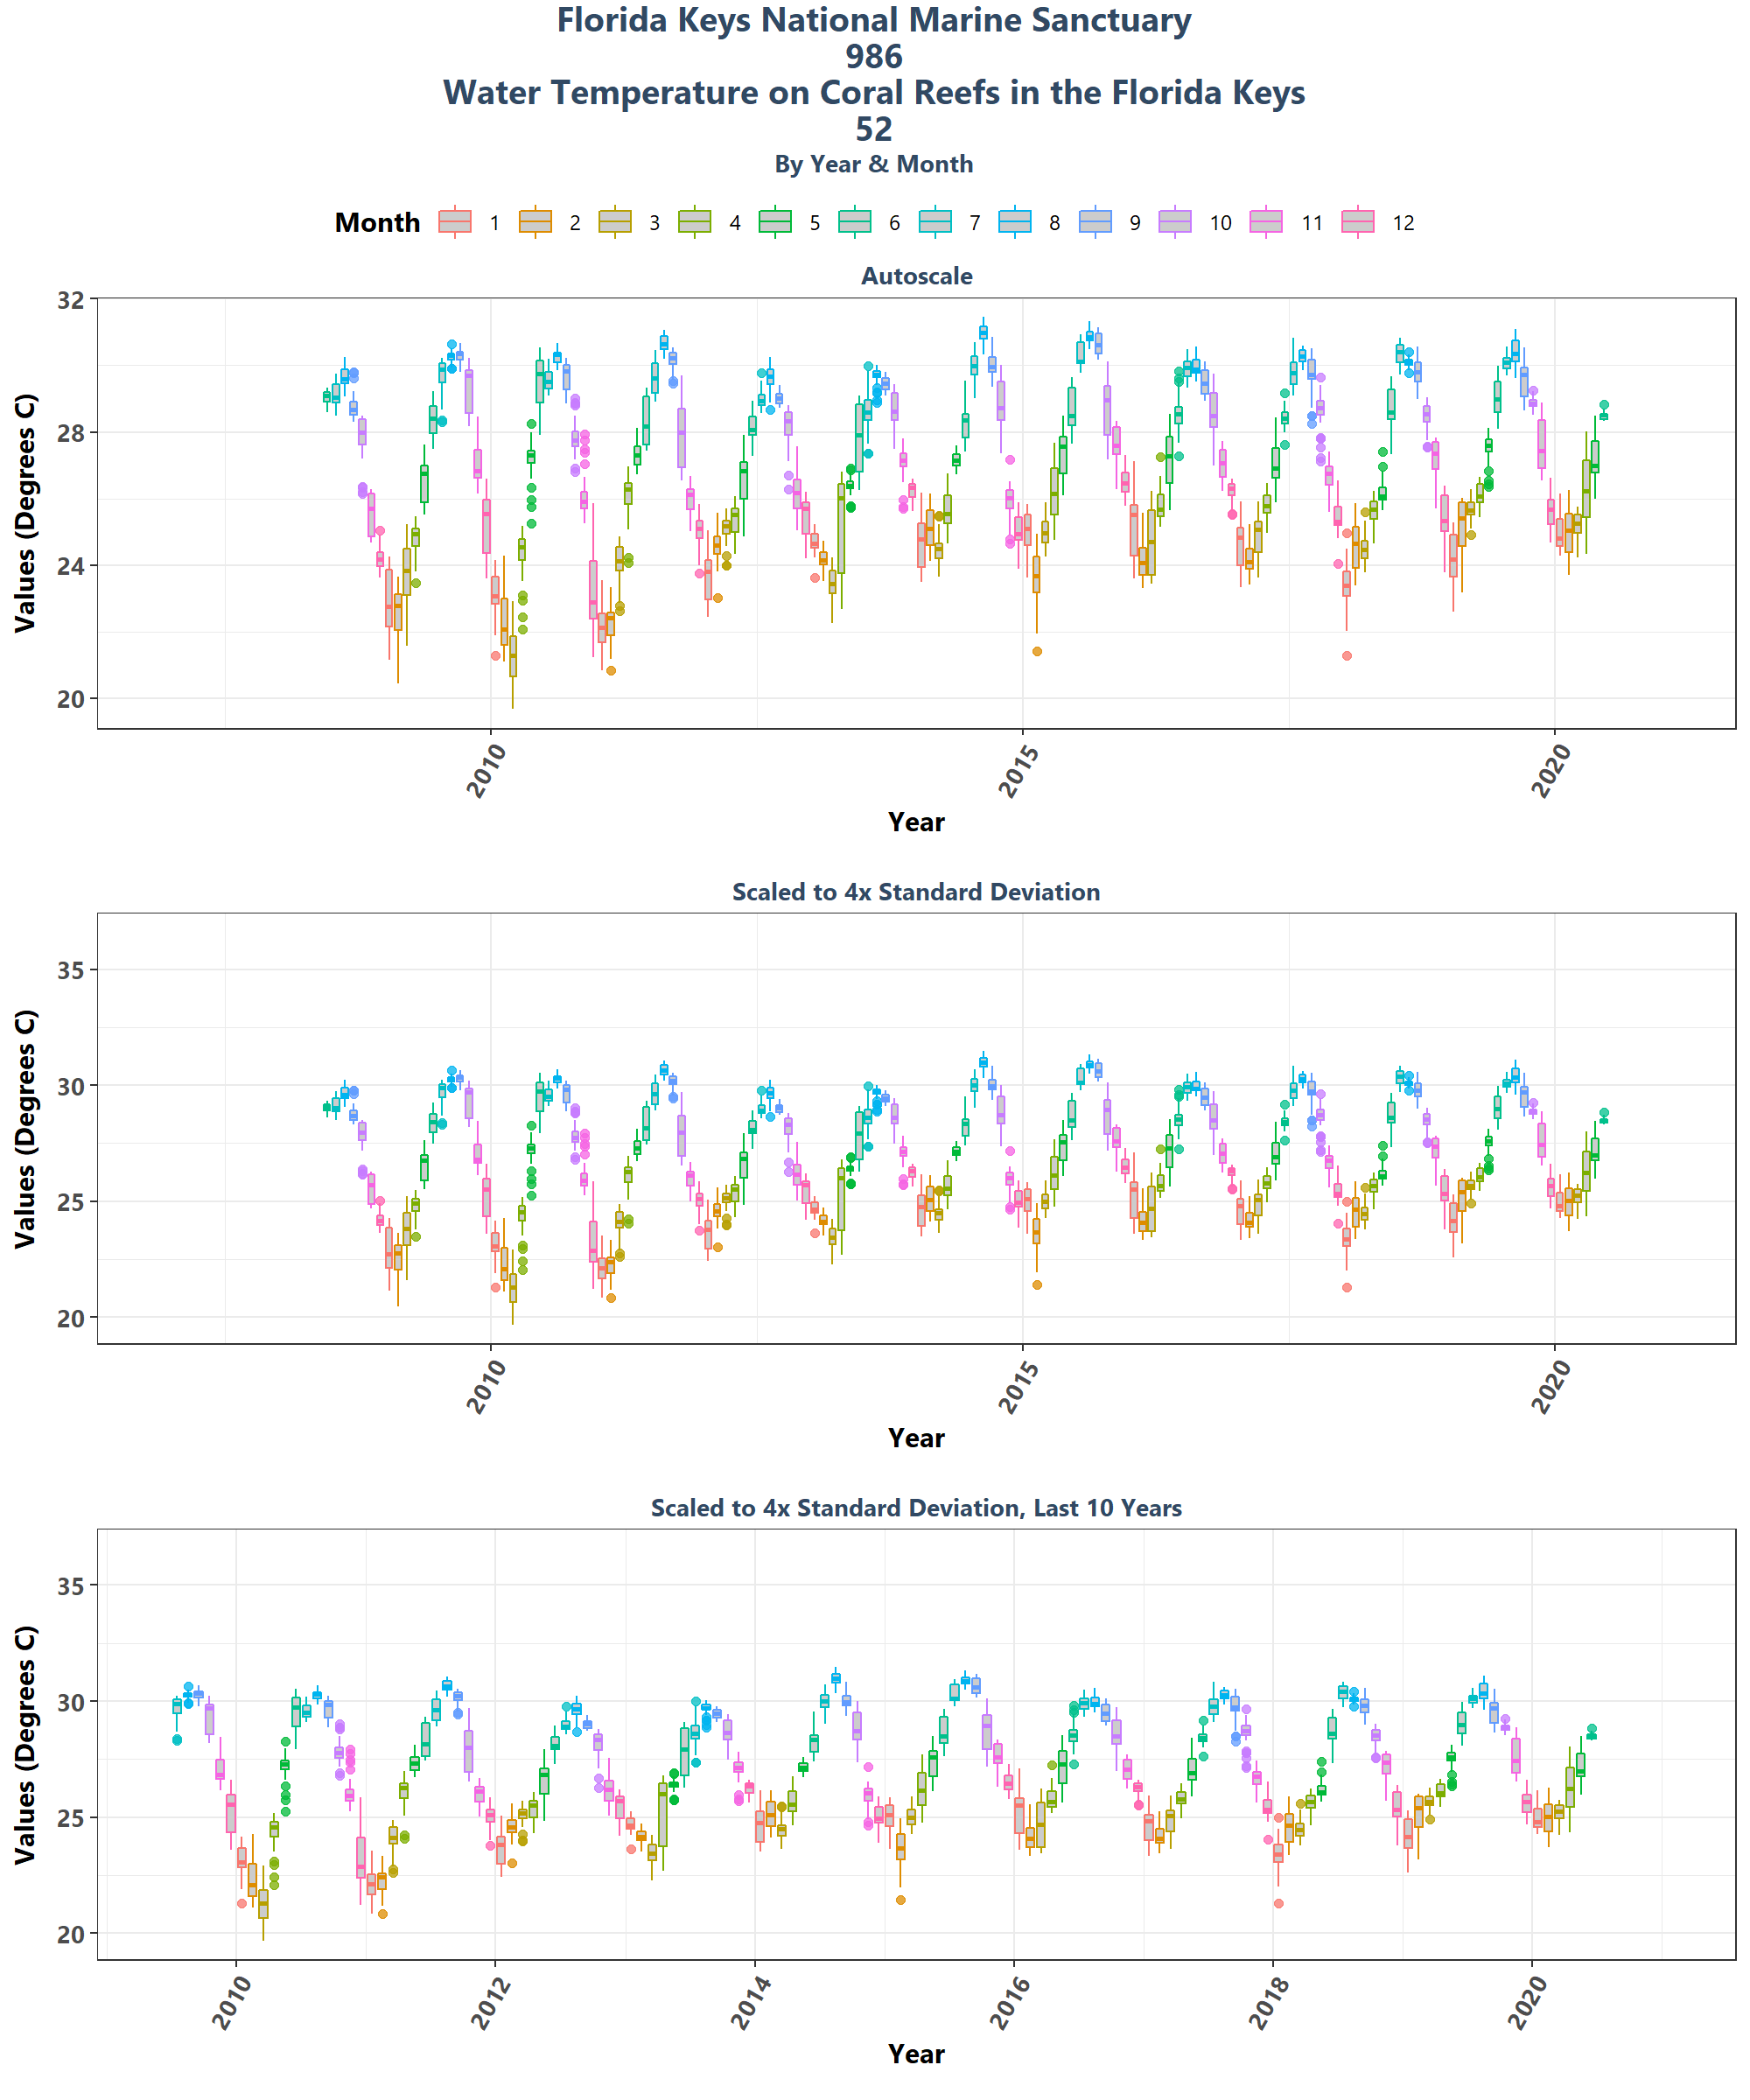 Florida Keys National Marine Sanctuary
986
Water Temperature on Coral Reefs in the Florida Keys
52
By Year & Month
Month 1 2 3 4 5 6 7 8 9 10 11 12
Autoscale
Values (Degrees C)
32
28
24
20
2010 2015 2020
Year
Scaled to 4x Standard Deviation
Values (Degrees C)
35
30
25
20
2010 2015 2020
Year
Scaled to 4x Standard Deviation, Last 10 Years
Values (Degrees C)
35
30
25
20
2010 2012 2014 2016 2018 2020
Year